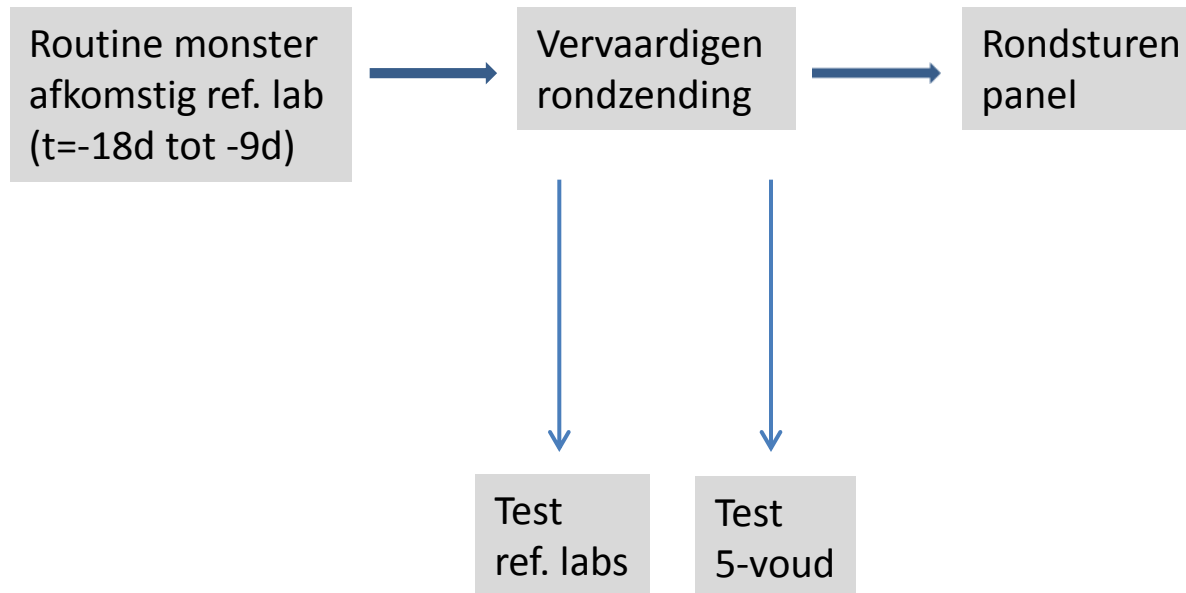 Routine monster
afkomstig ref. lab
(t=-18d tot -9d)
Vervaardigen
rondzending
Rondsturen
panel
Test
ref. labs
Test
5-voud